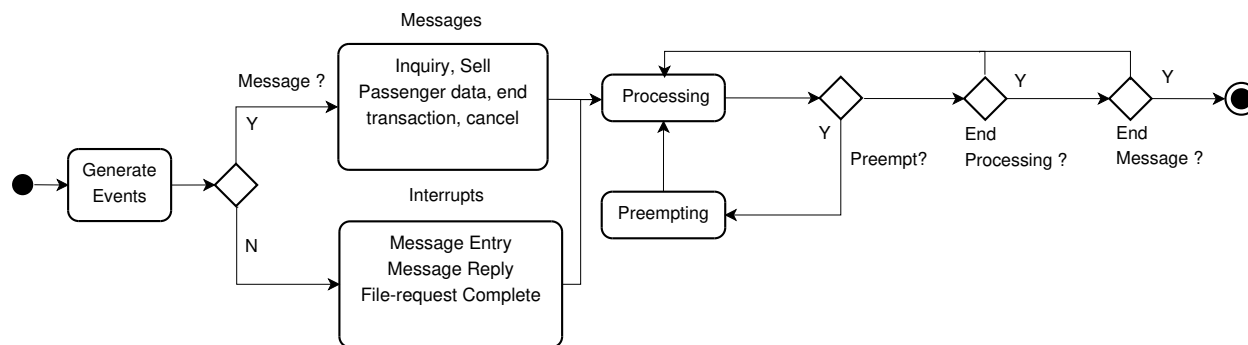 Messages
Message ?
Inquiry, Sell
Passenger data, end
transaction, cancel
Y
Generate
Events
N
Interrupts
Message Entry
Message Reply
File-request Complete
Processing
Preempting
Y
Preempt?
Y
End
Processing ?
Y
End
Message ?